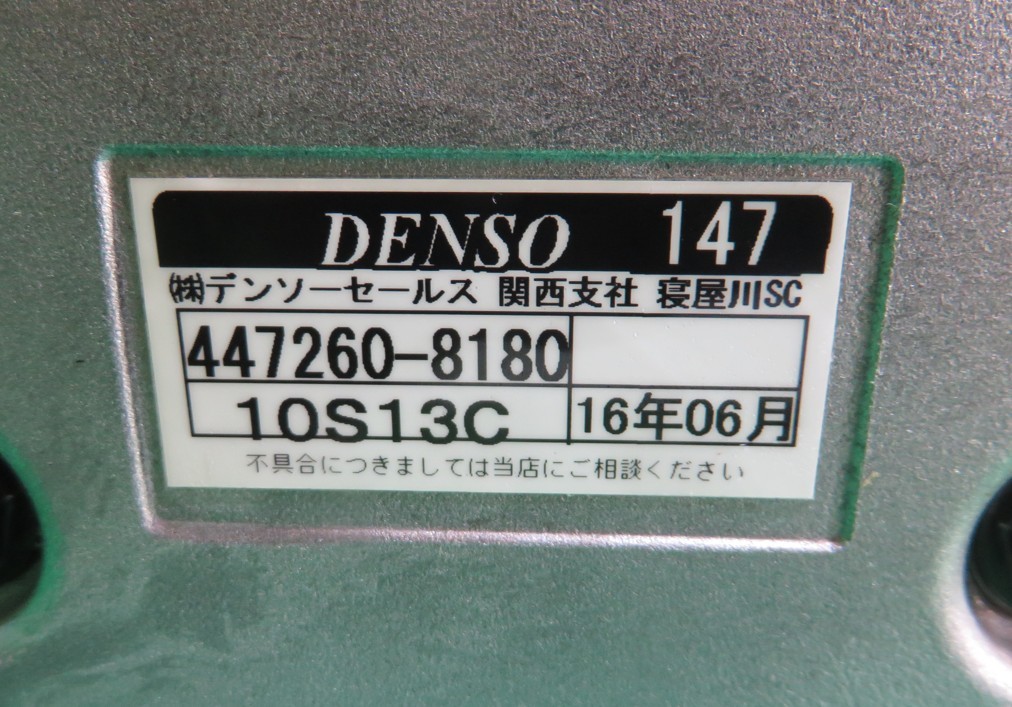 DENSO 147
㈱デンソーセールス 関西支社 寝屋川SC
447260-8180
10S13C 16年06月
不具合につきましては当店にご相談ください